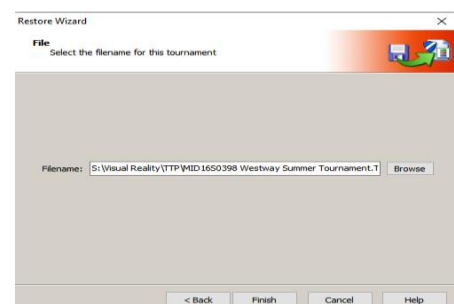 Restore Wizard
File
Select the filename for this tournament
Filename: S:\Visual Reality\TTP\MID1650398 Westway Summer Tournament.T Browse
< Back Finish Cancel Help